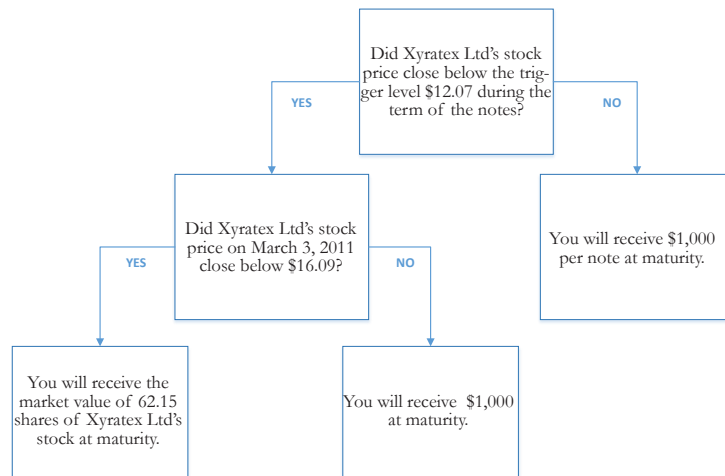 Did Xyratex Ltd's stock
price close below the trig-
ger level $12.07 during the
term of the notes?
YES
NO
Did Xyratex Ltd's stock
price on March 3, 2011
close below $16.09?
You will receive $1,000
per note at maturity.
YES
NO
You will receive the
market value of 62.15
shares of Xyratex Ltd's
stock at maturity.
You will receive $1,000
at maturity.